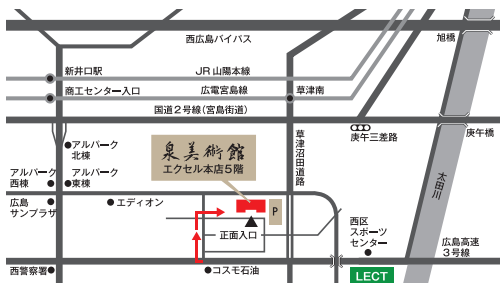 西広島バイパス
旭橋
新井口駅
JR山陽本線
商工センター入口
広電宮島線
草津南
国道2号線(宮島街道)
庚午三差路
庚午橋
アルパーク
北棟
泉美術館
エクセル本店5階
草津沼田道路
アルパーク
西棟
アルパーク
東棟
太田川
広島
サンプラザ
エディオン
P
正面入口
西区
スポーツ
センター
広島高速
3号線
西警察署
コスモ石油
LECT